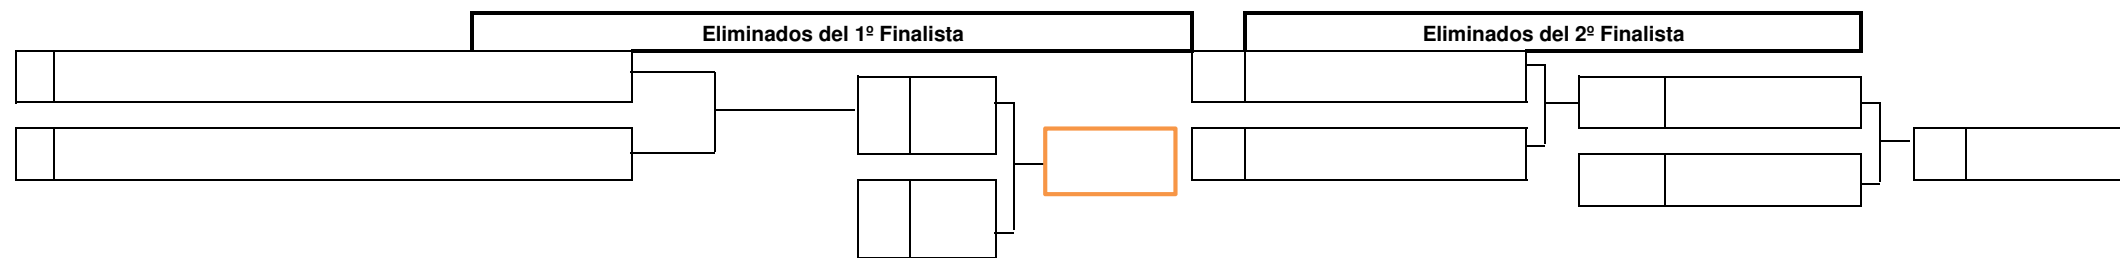 Eliminados del 1º Finalista
Eliminados del 2º Finalista